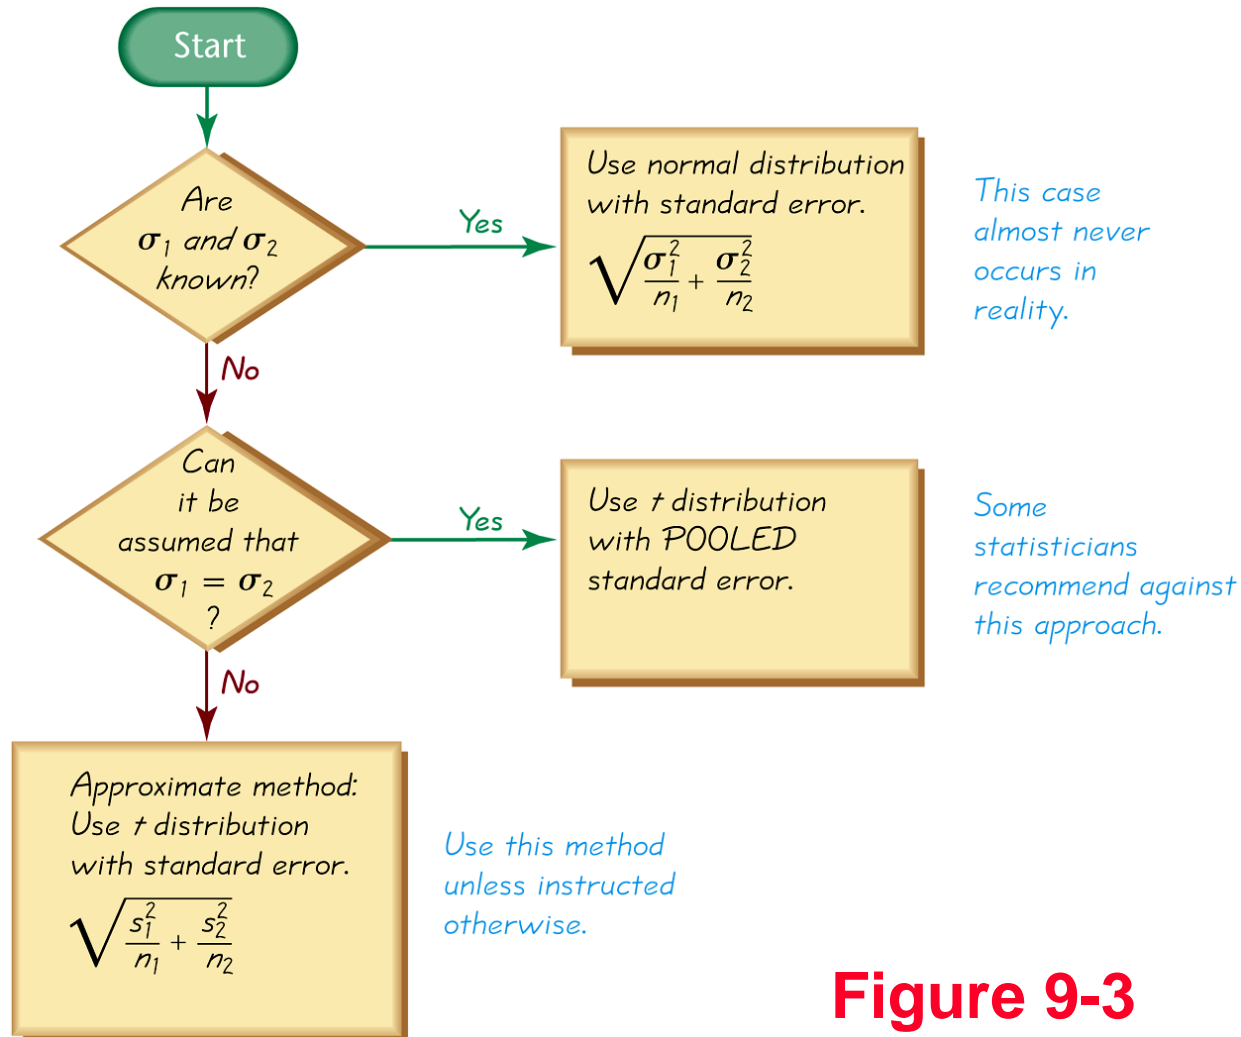 Start
Are
σ₁ and σ₂
known?
Yes
Use normal distribution
with standard error.
√(σ₁²/n₁ + σ₂²/n₂)
This case
almost never
occurs in
reality.
No
Can
it be
assumed that
σ₁ = σ₂
?
Yes
Use t distribution
with POOLED
standard error.
Some
statisticians
recommend against
this approach.
No
Approximate method:
Use t distribution
with standard error.
√(s₁²/n₁ + s₂²/n₂)
Use this method
unless instructed
otherwise.
Figure 9-3